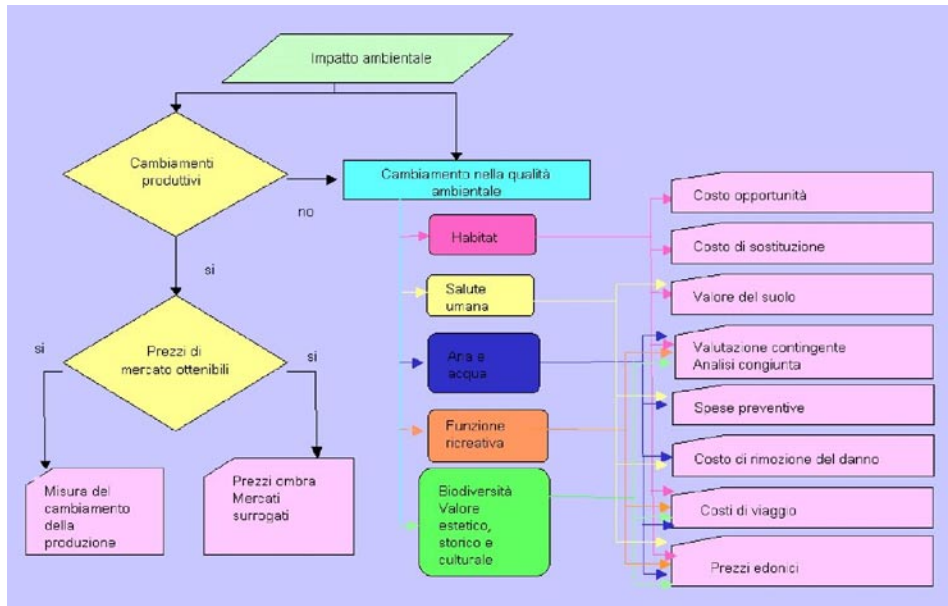 Impatto ambientale
Cambiamenti
produttivi
no
si
Prezzi di
mercato ottenibili
si
si
Misura del
cambiamento
della
produzione
Prezzi ombra
Mercati
surrogati
Cambiamento nella qualità
ambientale
Habitat
Salute
umana
Aria e
acqua
Funzione
ricreativa
Biodiversità
Valore
estetico,
storico e
culturale
Costo opportunità
Costo di sostituzione
Valore del suolo
Valutazione contingente
Analisi congiunta
Spese preventive
Costo di rimozione del danno
Costi di viaggio
Prezzi edonici